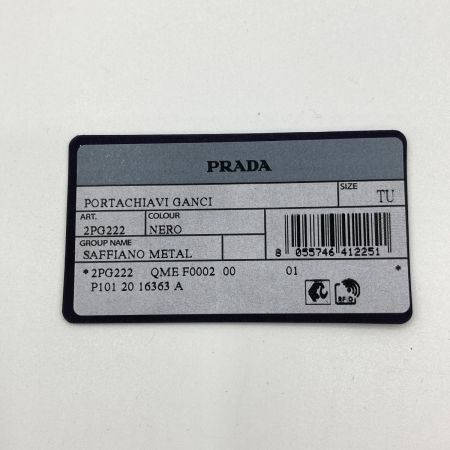 PRADA
PORTACHIAVI GANCI
SIZE
TU
ART.
COLOUR
2PG222
NERO
GROUP NAME
SAFFIANO METAL
8 055746 412251
*2PG222 QME F0002 00 01 *
P101 20 16363 A
RFID